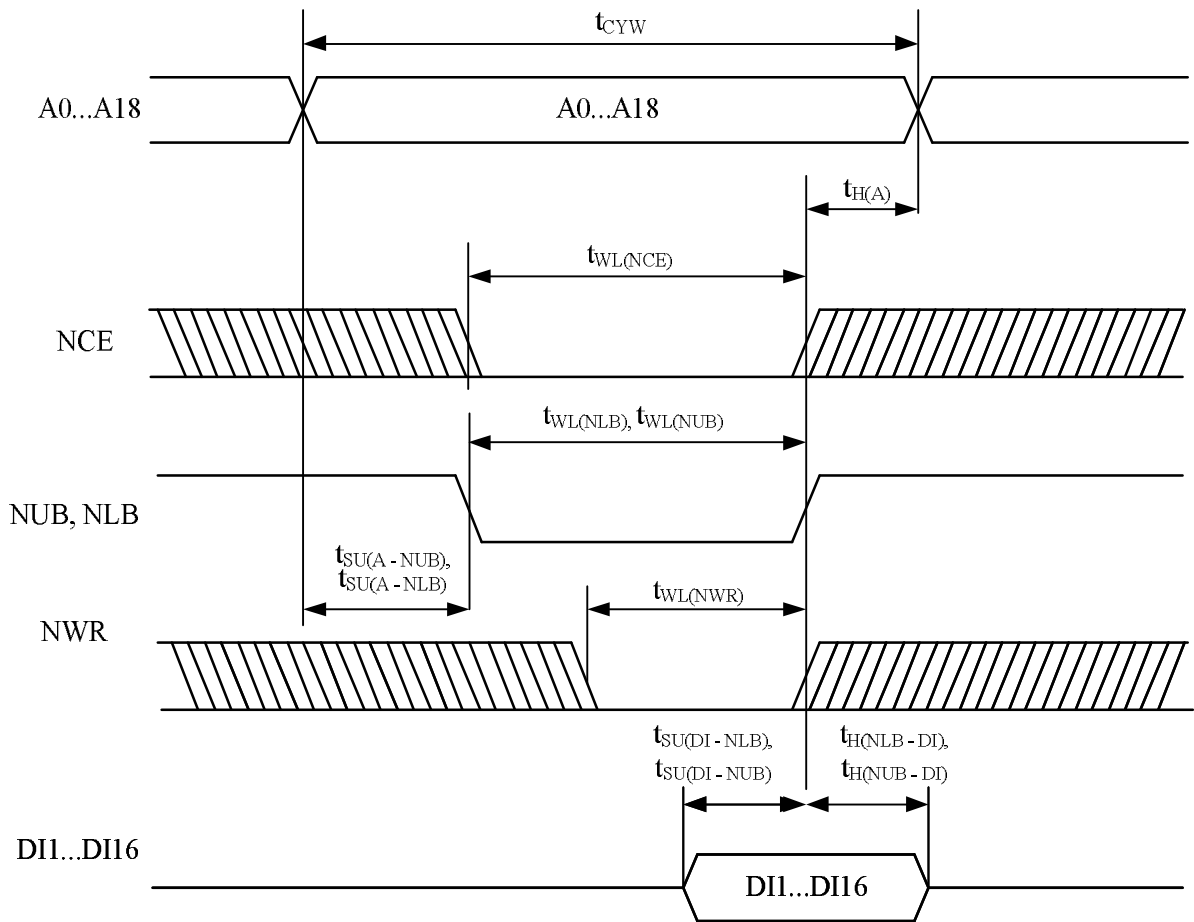 tCYW
A0...A18
A0...A18
tH(A)
tWL(NCE)
NCE
tWL(NLB), tWL(NUB)
NUB, NLB
tSU(A - NUB),
tSU(A - NLB)
tWL(NWR)
NWR
tSU(DI - NLB),
tSU(DI - NUB)
tH(NLB - DI),
tH(NUB - DI)
DI1...DI16
DI1...DI16